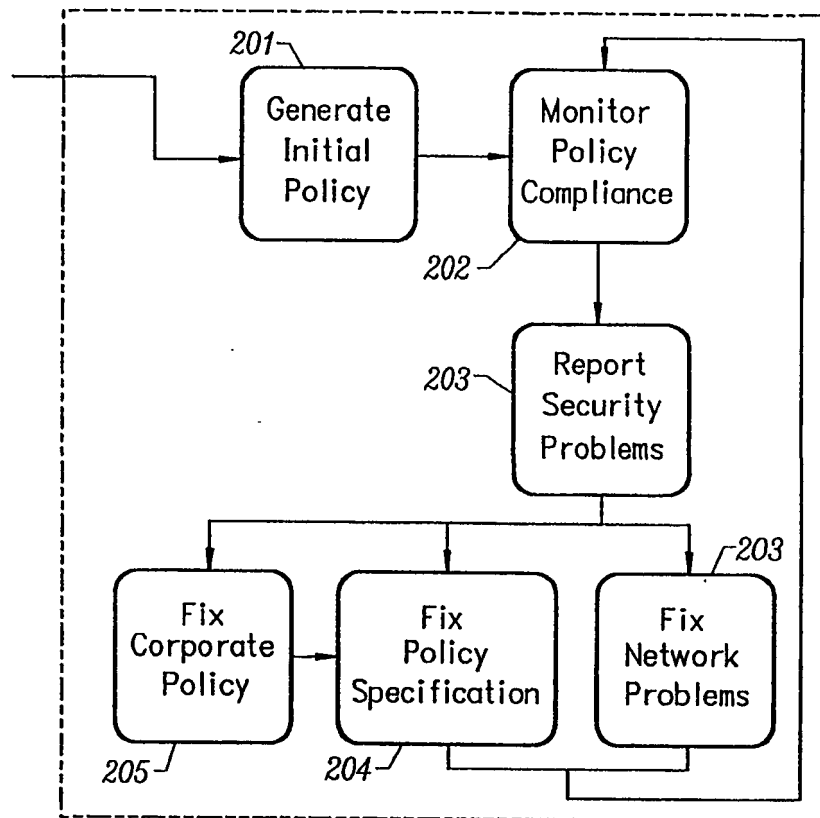 201
Generate
Initial
Policy
Monitor
Policy
Compliance
202
203
Report
Security
Problems
203
Fix
Corporate
Policy
Fix
Policy
Specification
Fix
Network
Problems
205
204